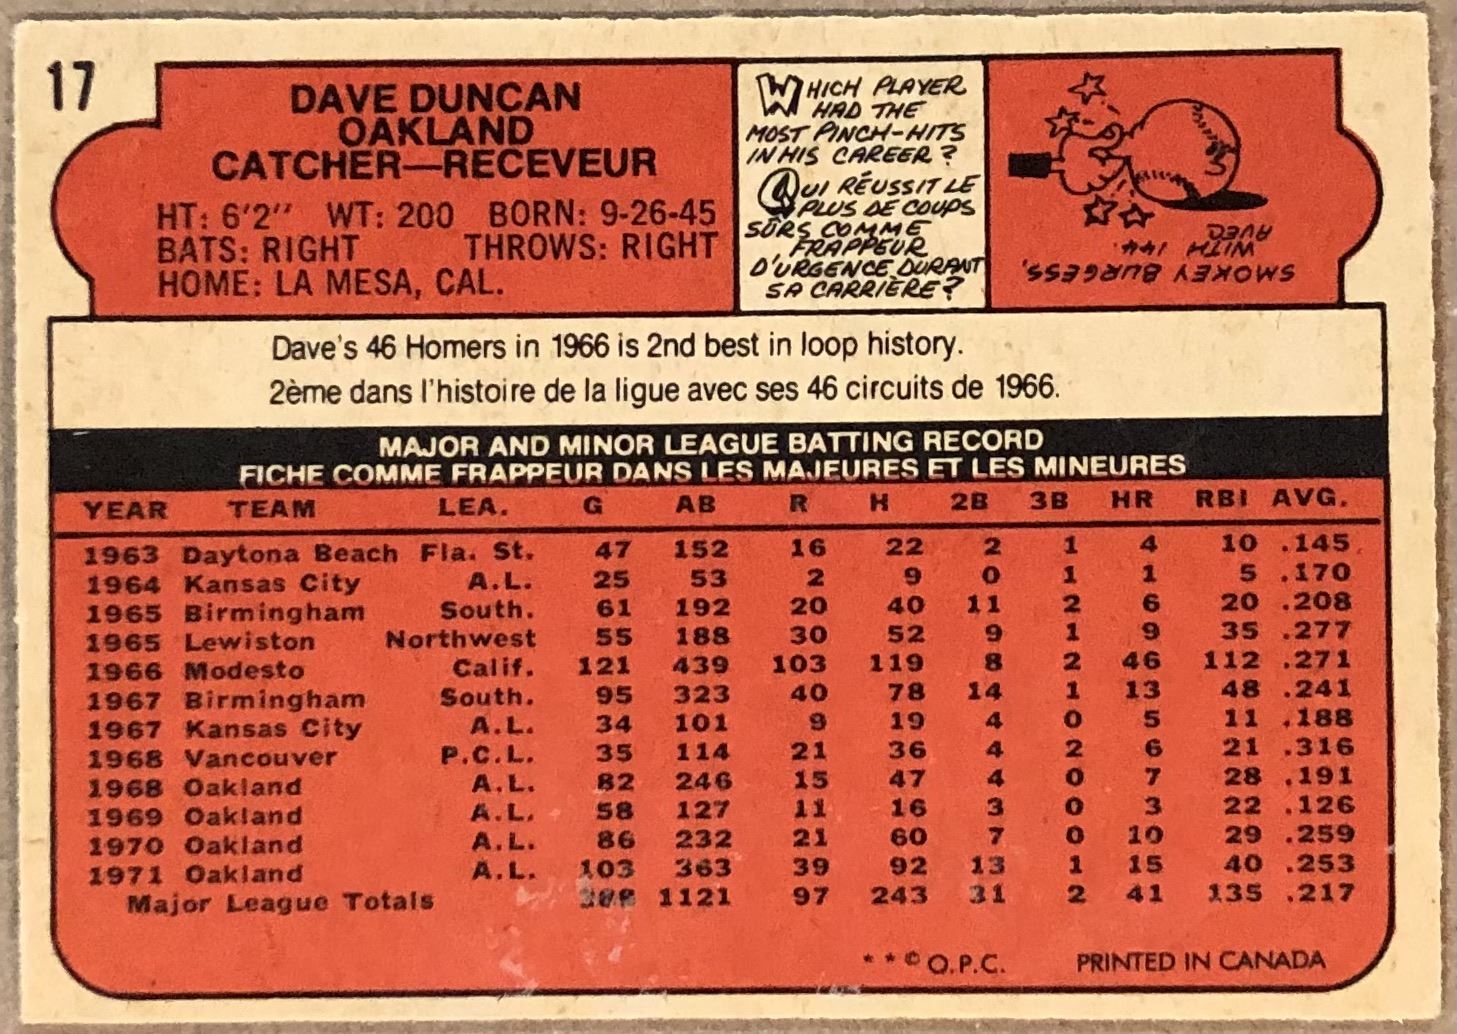 17
DAVE DUNCAN
OAKLAND
CATCHER—RECEVEUR
HT: 6'2" WT: 200 BORN: 9-26-45
BATS: RIGHT THROWS: RIGHT
HOME: LA MESA, CAL.
WHICH PLAYER
HAD THE
MOST PINCH-HITS
IN HIS CAREER?
QUI RÉUSSIT LE
PLUS DE COUPS
SÛRS COMME
FRAPPEUR
D'URGENCE DURANT
SA CARRIÈRE?
SMOKEY BURGESS,
WITH 144.
AVEC
Dave's 46 Homers in 1966 is 2nd best in loop history.
2ème dans l'histoire de la ligue avec ses 46 circuits de 1966.
MAJOR AND MINOR LEAGUE BATTING RECORD
FICHE COMME FRAPPEUR DANS LES MAJEURES ET LES MINEURES
YEAR TEAM LEA. G AB R H 2B 3B HR RBI AVG.
1963 Daytona Beach Fla. St. 47 152 16 22 2 1 4 10 .145
1964 Kansas City A.L. 25 53 2 9 0 1 1 5 .170
1965 Birmingham South. 61 192 20 40 11 2 6 20 .208
1965 Lewiston Northwest 55 188 30 52 9 1 9 35 .277
1966 Modesto Calif. 121 439 103 119 8 2 46 112 .271
1967 Birmingham South. 95 323 40 78 14 1 13 48 .241
1967 Kansas City A.L. 34 101 9 19 4 0 5 11 .188
1968 Vancouver P.C.L. 35 114 21 36 4 2 6 21 .316
1968 Oakland A.L. 82 246 15 47 4 0 7 28 .191
1969 Oakland A.L. 58 127 11 16 3 0 3 22 .126
1970 Oakland A.L. 86 232 21 60 7 0 10 29 .259
1971 Oakland A.L. 103 363 39 92 13 1 15 40 .253
Major League Totals 1121 97 243 31 2 41 135 .217
* * © O.P.C. PRINTED IN CANADA